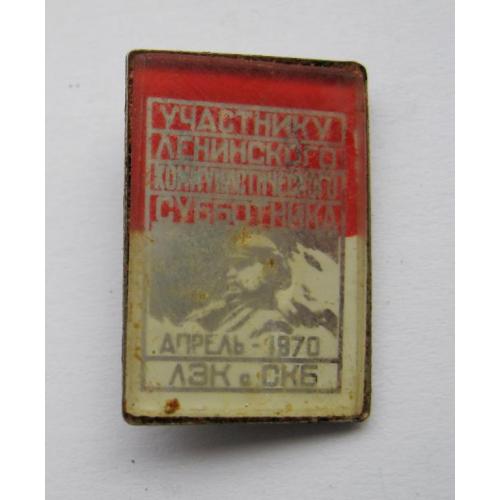 УЧАСТНИКУ
ЛЕНИНСКОГО
КОММУНИСТИЧЕСКОГО
СУББОТНИКА
АПРЕЛЬ - 1970
ЛЭК с СКБ